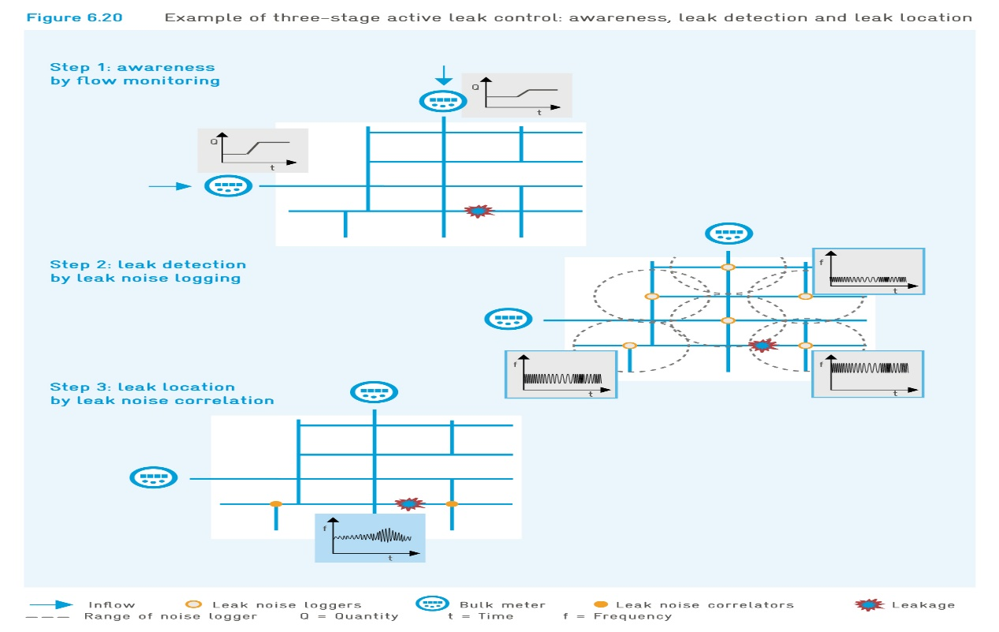 Figure 6.20 Example of three-stage active leak control: awareness, leak detection and leak location
Step 1: awareness
by flow monitoring
Q
t
Q
t
Step 2: leak detection
by leak noise logging
f
t
f
t
f
t
Step 3: leak location
by leak noise correlation
f
t
Inflow
Leak noise loggers
Bulk meter
Leak noise correlators
Leakage
Range of noise logger
Q = Quantity
t = Time
f = Frequency